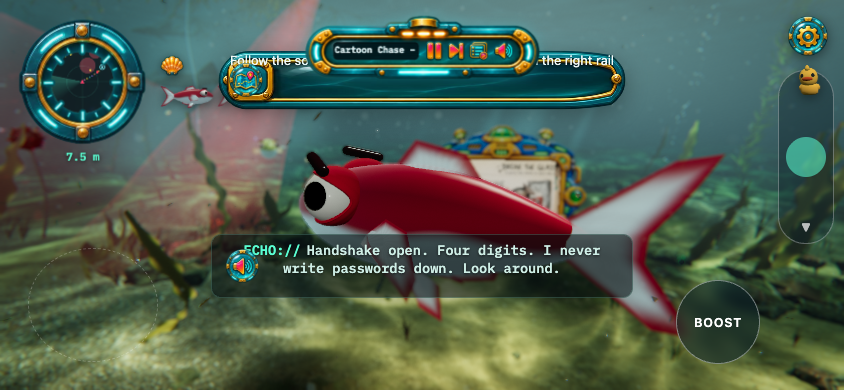 Cartoon Chase –
Follow the sc
the right rail
7.5 m
ECHO:// Handshake open. Four digits. I never
write passwords down. Look around.
BOOST